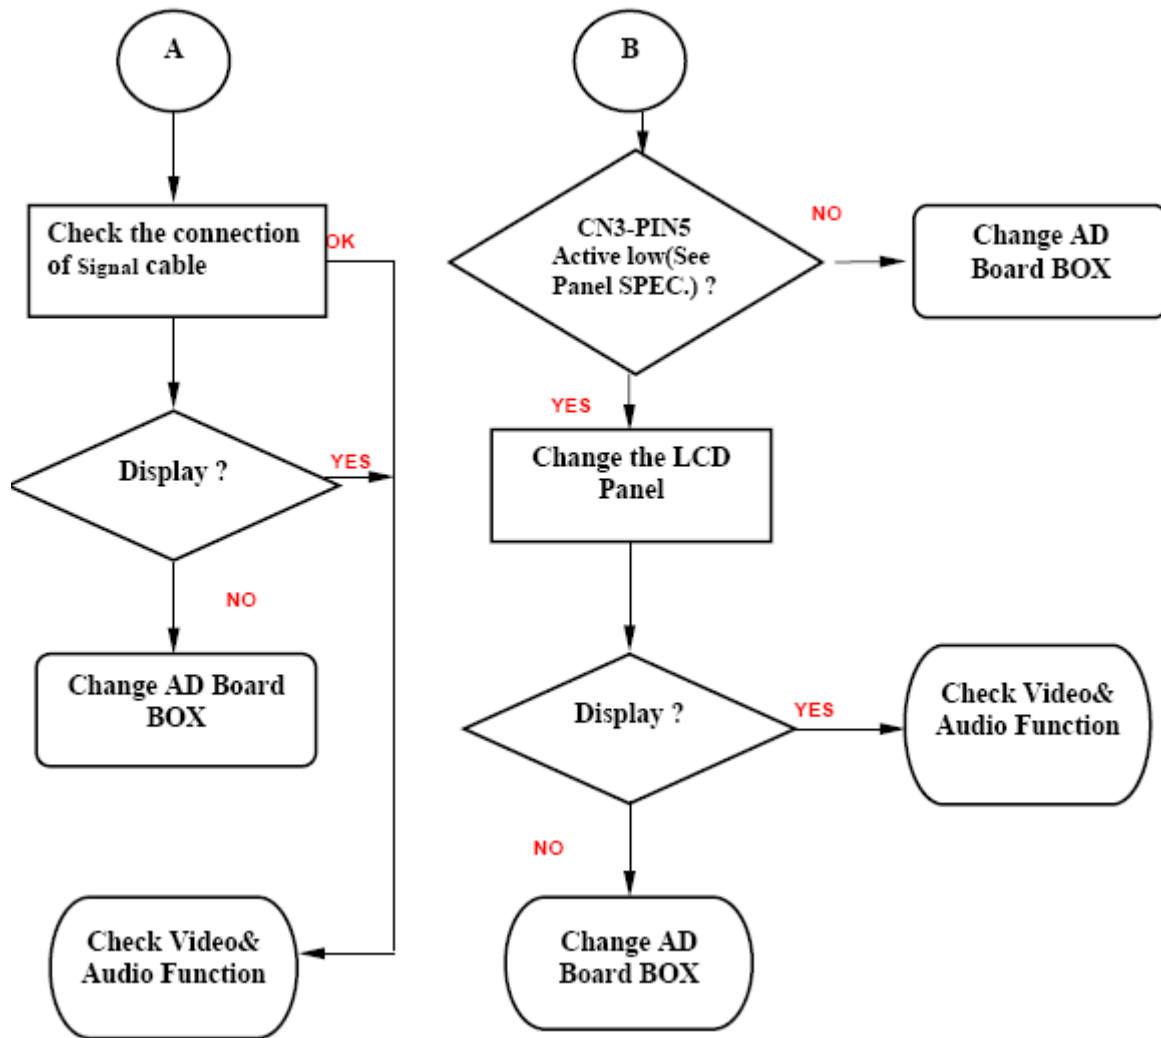 A
Check the connection
of Signal cable
OK
Display ?
YES
NO
Change AD Board
BOX
Check Video&
Audio Function
B
CN3-PIN5
Active low(See
Panel SPEC.) ?
NO
Change AD
Board BOX
YES
Change the LCD
Panel
Display ?
YES
Check Video&
Audio Function
NO
Change AD
Board BOX